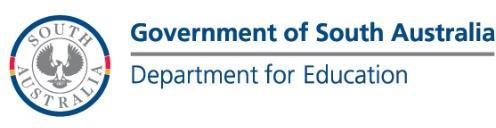 SOUTH
AUSTRALIA
Government of South Australia
Department for Education